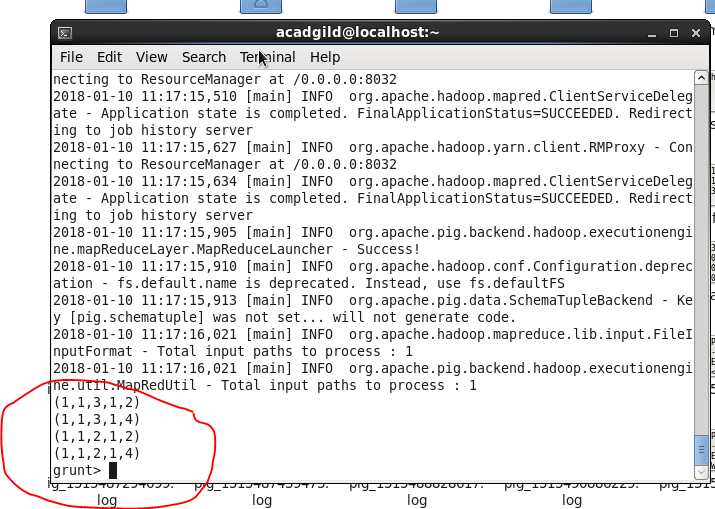 acadgild@localhost:~
File Edit View Search Terminal Help
necting to ResourceManager at /0.0.0.0:8032
2018-01-10 11:17:15,510 [main] INFO  org.apache.hadoop.mapred.ClientServiceDeleg
ate - Application state is completed. FinalApplicationStatus=SUCCEEDED. Redirect
ing to job history server
2018-01-10 11:17:15,627 [main] INFO  org.apache.hadoop.yarn.client.RMProxy - Con
necting to ResourceManager at /0.0.0.0:8032
2018-01-10 11:17:15,634 [main] INFO  org.apache.hadoop.mapred.ClientServiceDeleg
ate - Application state is completed. FinalApplicationStatus=SUCCEEDED. Redirect
ing to job history server
2018-01-10 11:17:15,905 [main] INFO  org.apache.pig.backend.hadoop.executionengi
ne.mapReduceLayer.MapReduceLauncher - Success!
2018-01-10 11:17:15,910 [main] INFO  org.apache.hadoop.conf.Configuration.deprec
ation - fs.default.name is deprecated. Instead, use fs.defaultFS
2018-01-10 11:17:15,913 [main] INFO  org.apache.pig.data.SchemaTupleBackend - Ke
y [pig.schematuple] was not set... will not generate code.
2018-01-10 11:17:16,021 [main] INFO  org.apache.hadoop.mapreduce.lib.input.FileI
nputFormat - Total input paths to process : 1
2018-01-10 11:17:16,021 [main] INFO  org.apache.pig.backend.hadoop.executionengi
ne.util.MapRedUtil - Total input paths to process : 1
(1,1,3,1,2)
(1,1,3,1,4)
(1,1,2,1,2)
(1,1,2,1,4)
grunt>
log log log log